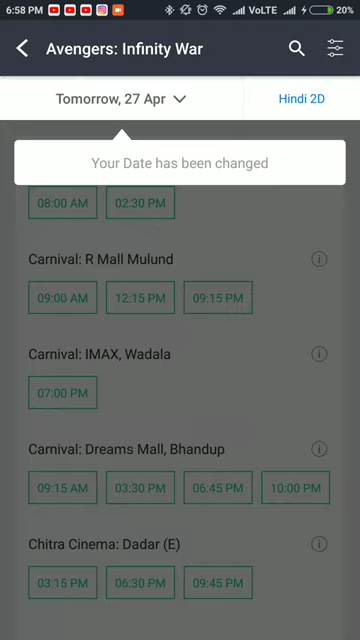 6:58 PM VoLTE 20%
Avengers: Infinity War
Tomorrow, 27 Apr Hindi 2D
Your Date has been changed
08:00 AM 02:30 PM
Carnival: R Mall Mulund
09:00 AM 12:15 PM 09:15 PM
Carnival: IMAX, Wadala
07:00 PM
Carnival: Dreams Mall, Bhandup
09:15 AM 03:30 PM 06:45 PM 10:00 PM
Chitra Cinema: Dadar (E)
03:15 PM 06:30 PM 09:45 PM